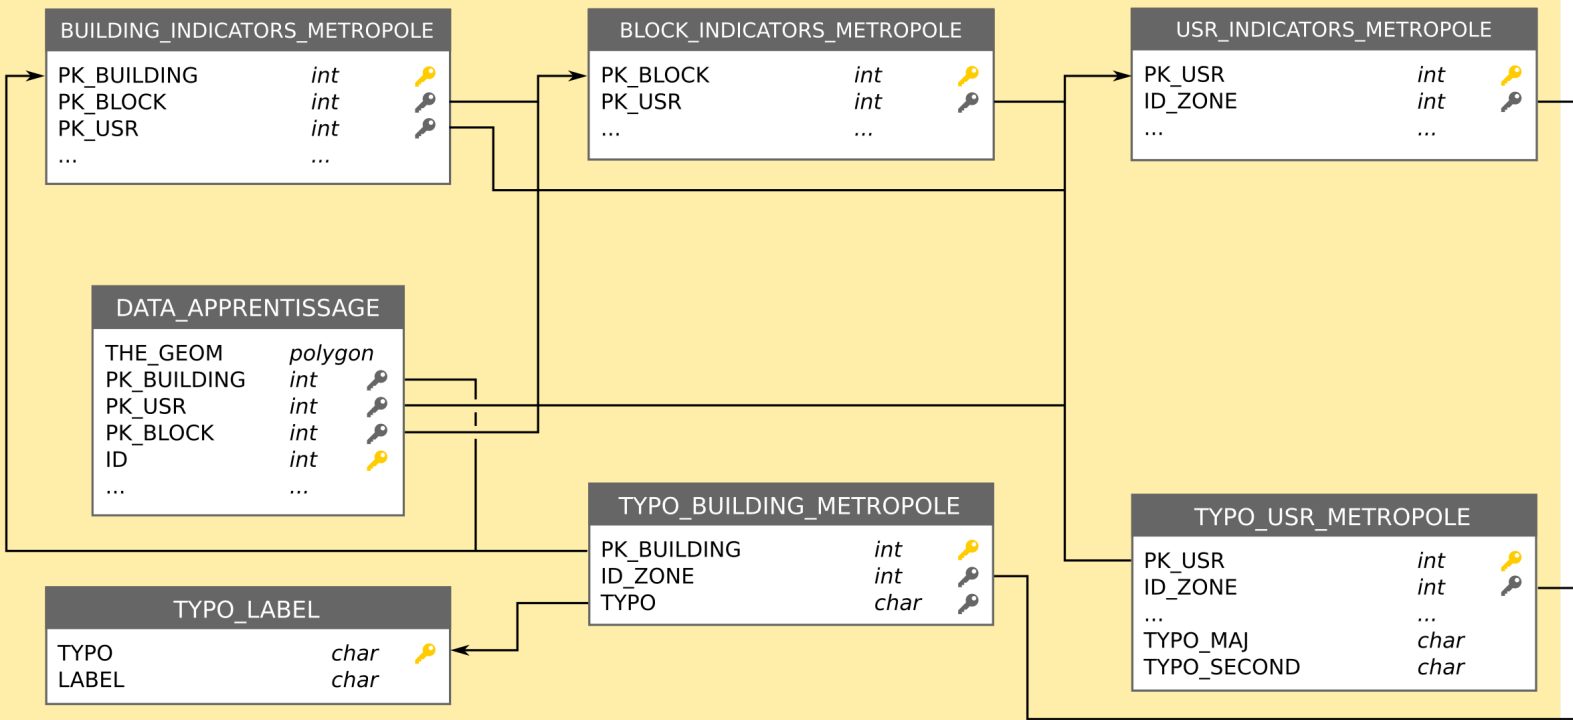 BUILDING_INDICATORS_METROPOLE
PK_BUILDING int
PK_BLOCK int
PK_USR int
... ...
BLOCK_INDICATORS_METROPOLE
PK_BLOCK int
PK_USR int
... ...
USR_INDICATORS_METROPOLE
PK_USR int
ID_ZONE int
... ...
DATA_APPRENTISSAGE
THE_GEOM polygon
PK_BUILDING int
PK_USR int
PK_BLOCK int
ID int
... ...
TYPO_BUILDING_METROPOLE
PK_BUILDING int
ID_ZONE int
TYPO char
TYPO_USR_METROPOLE
PK_USR int
ID_ZONE int
... ...
TYPO_MAJ char
TYPO_SECOND char
TYPO_LABEL
TYPO char
LABEL char